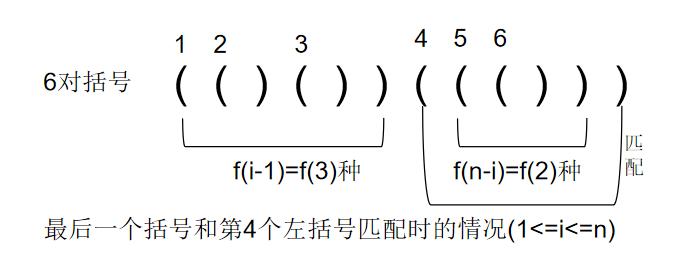 1 2 3 4 5 6
6对括号 ( ( ) ( ) ) ( ( ( ) ) )
f(i-1)=f(3)种 f(n-i)=f(2)种 匹配
最后一个括号和第4个左括号匹配时的情况(1<=i<=n)